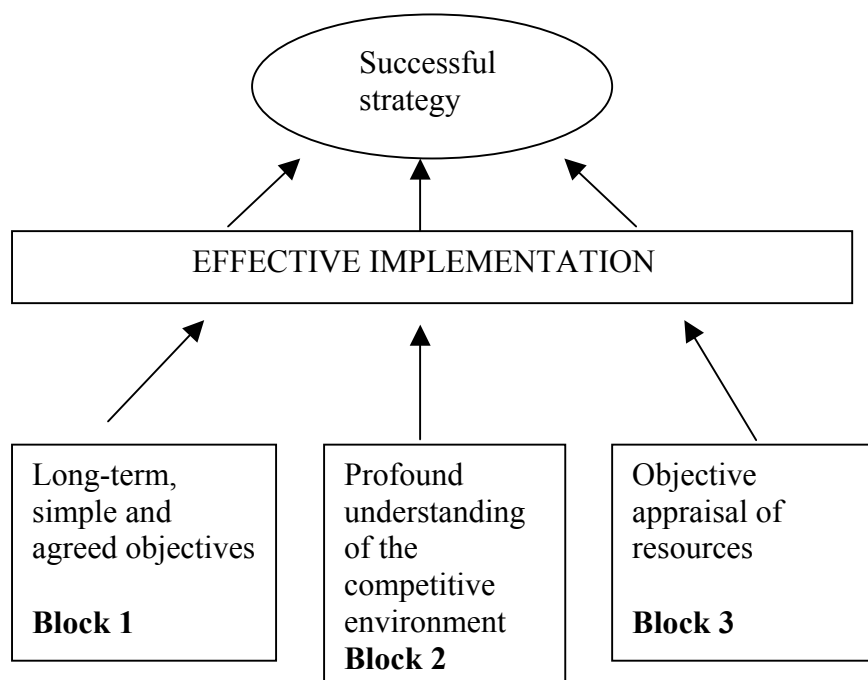 Successful
strategy
EFFECTIVE IMPLEMENTATION
Long-term,
simple and
agreed objectives
Block 1
Profound
understanding
of the
competitive
environment
Block 2
Objective
appraisal of
resources
Block 3